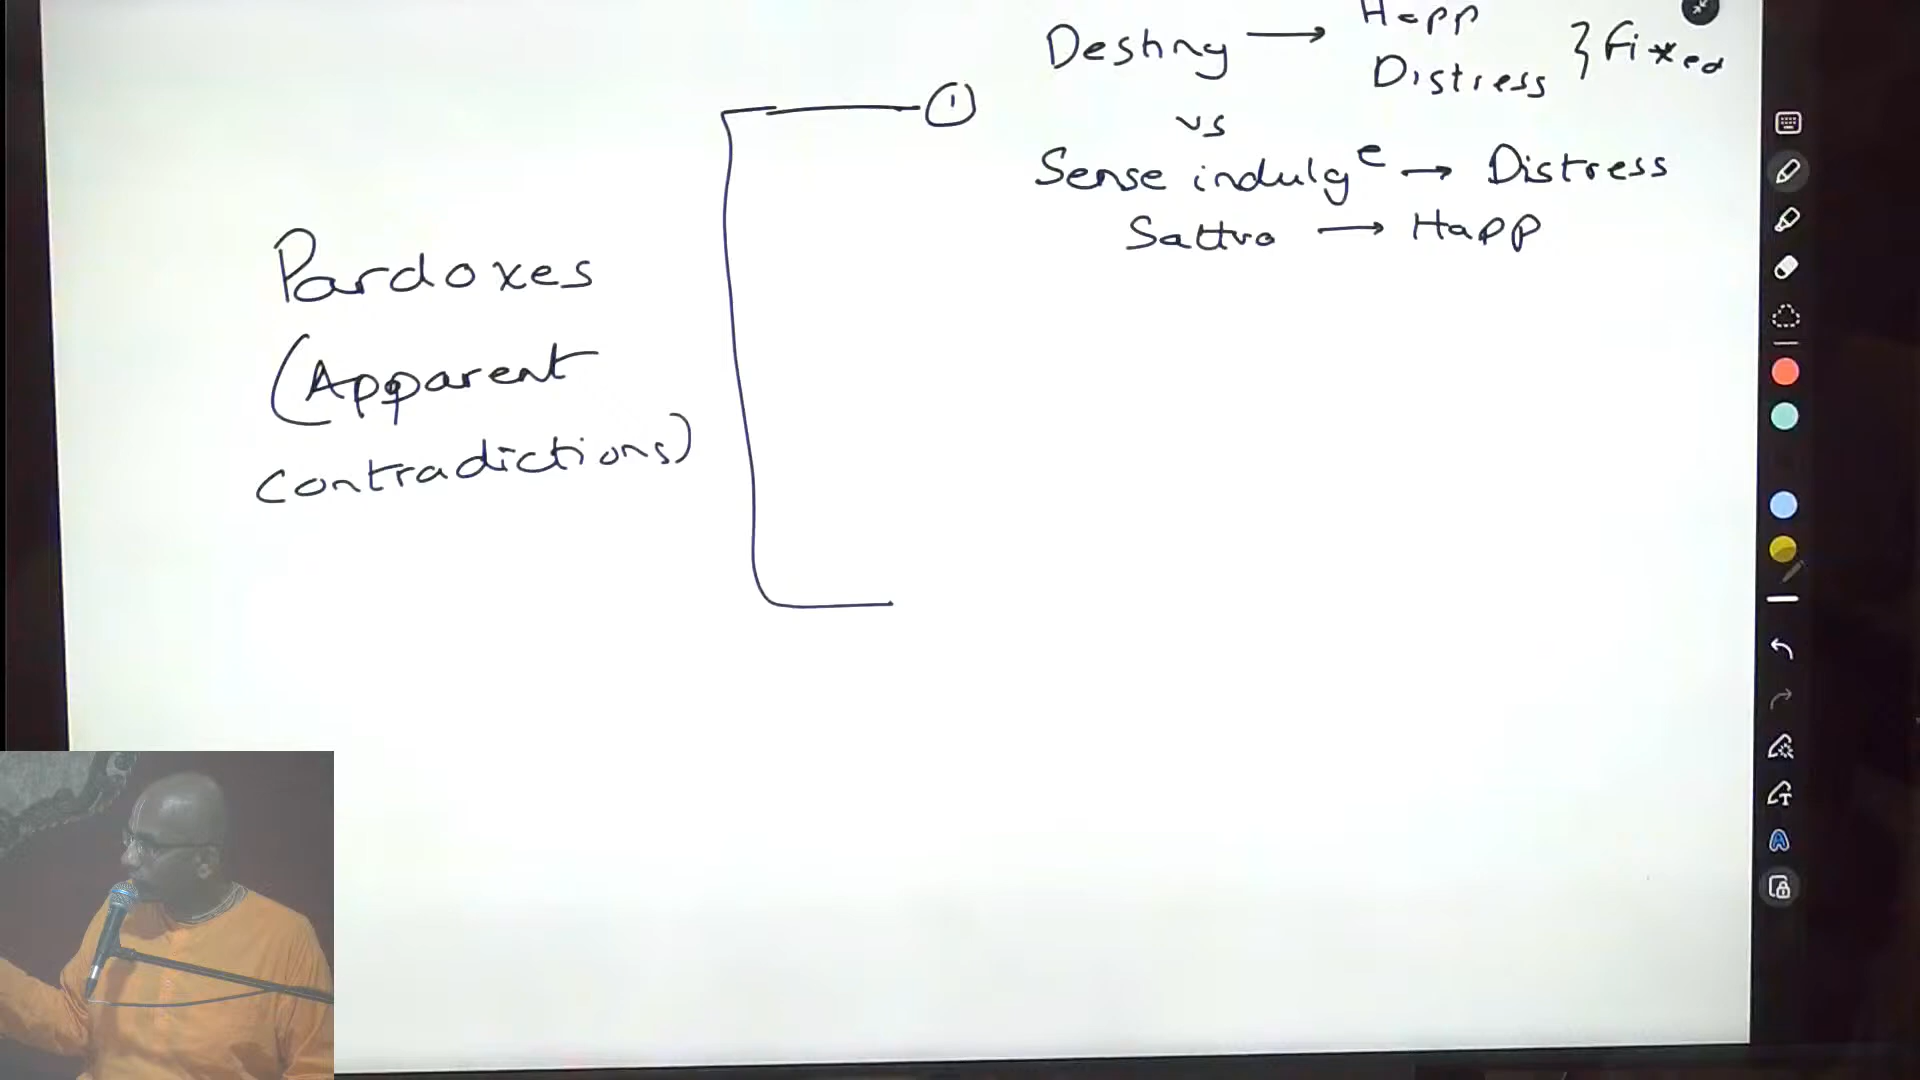 Pardoxes
(Apparent
contradictions)
①
Destiny → Happ
Distress } Fixed
vs
Sense indulgᵉ → Distress
Sattva → Happ